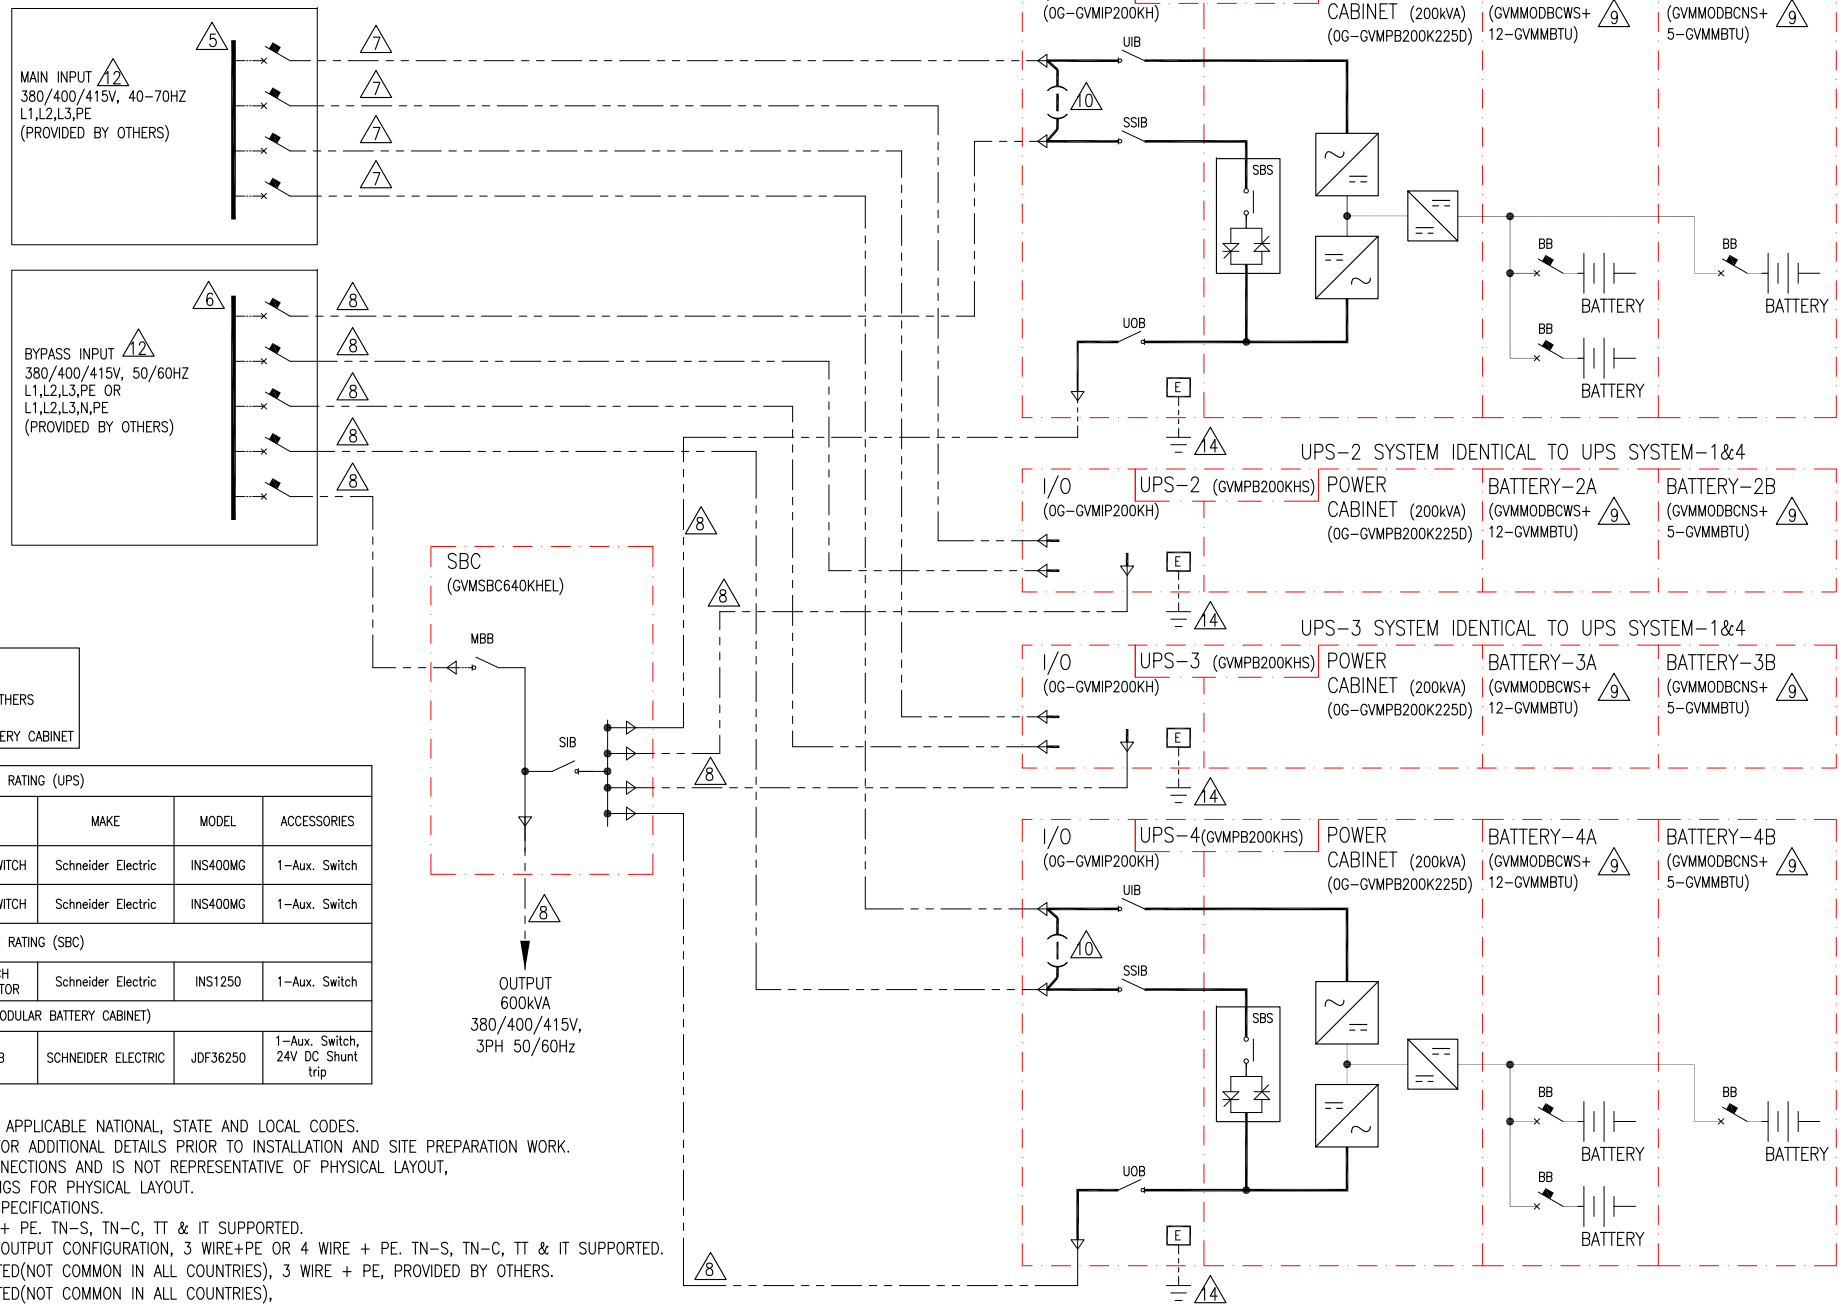 5
MAIN INPUT 12
380/400/415V, 40-70HZ
L1,L2,L3,PE
(PROVIDED BY OTHERS)
7
7
7
7
6
BYPASS INPUT 12
380/400/415V, 50/60HZ
L1,L2,L3,PE OR
L1,L2,L3,N,PE
(PROVIDED BY OTHERS)
8
8
8
8
8
(0G-GVMIP200KH)
CABINET (200kVA)
(0G-GVMPB200K225D)
(GVMMODBCWS+ 9
12-GVMMBTU)
(GVMMODBCNS+ 9
5-GVMMBTU)
UIB
10
SSIB
SBS
BB
BATTERY
BB
BATTERY
BB
BATTERY
UOB
E
14
UPS-2 SYSTEM IDENTICAL TO UPS SYSTEM-1&4
I/O
(0G-GVMIP200KH)
UPS-2 (GVMPB200KHS)
POWER
CABINET (200kVA)
(0G-GVMPB200K225D)
BATTERY-2A
(GVMMODBCWS+ 9
12-GVMMBTU)
BATTERY-2B
(GVMMODBCNS+ 9
5-GVMMBTU)
E
14
UPS-3 SYSTEM IDENTICAL TO UPS SYSTEM-1&4
I/O
(0G-GVMIP200KH)
UPS-3 (GVMPB200KHS)
POWER
CABINET (200kVA)
(0G-GVMPB200K225D)
BATTERY-3A
(GVMMODBCWS+ 9
12-GVMMBTU)
BATTERY-3B
(GVMMODBCNS+ 9
5-GVMMBTU)
E
14
I/O
(0G-GVMIP200KH)
UPS-4(GVMPB200KHS)
POWER
CABINET (200kVA)
(0G-GVMPB200K225D)
BATTERY-4A
(GVMMODBCWS+ 9
12-GVMMBTU)
BATTERY-4B
(GVMMODBCNS+ 9
5-GVMMBTU)
UIB
10
SSIB
SBS
BB
BATTERY
BB
BATTERY
BB
BATTERY
UOB
E
14
SBC
(GVMSBC640KHEL)
MBB
SIB
8
8
8
8
8
OUTPUT
600kVA
380/400/415V,
3PH 50/60Hz
THERS
ERY CABINET
RATING (UPS)
MAKE MODEL ACCESSORIES
WITCH Schneider Electric INS400MG 1-Aux. Switch
WITCH Schneider Electric INS400MG 1-Aux. Switch
RATING (SBC)
CH
TOR Schneider Electric INS1250 1-Aux. Switch
ODULAR BATTERY CABINET)
B SCHNEIDER ELECTRIC JDF36250 1-Aux. Switch,
24V DC Shunt
trip
APPLICABLE NATIONAL, STATE AND LOCAL CODES.
FOR ADDITIONAL DETAILS PRIOR TO INSTALLATION AND SITE PREPARATION WORK.
NECTIONS AND IS NOT REPRESENTATIVE OF PHYSICAL LAYOUT,
GS FOR PHYSICAL LAYOUT.
PECIFICATIONS.
+ PE. TN-S, TN-C, TT & IT SUPPORTED.
OUTPUT CONFIGURATION, 3 WIRE+PE OR 4 WIRE + PE. TN-S, TN-C, TT & IT SUPPORTED.
TED(NOT COMMON IN ALL COUNTRIES), 3 WIRE + PE, PROVIDED BY OTHERS.
TED(NOT COMMON IN ALL COUNTRIES),